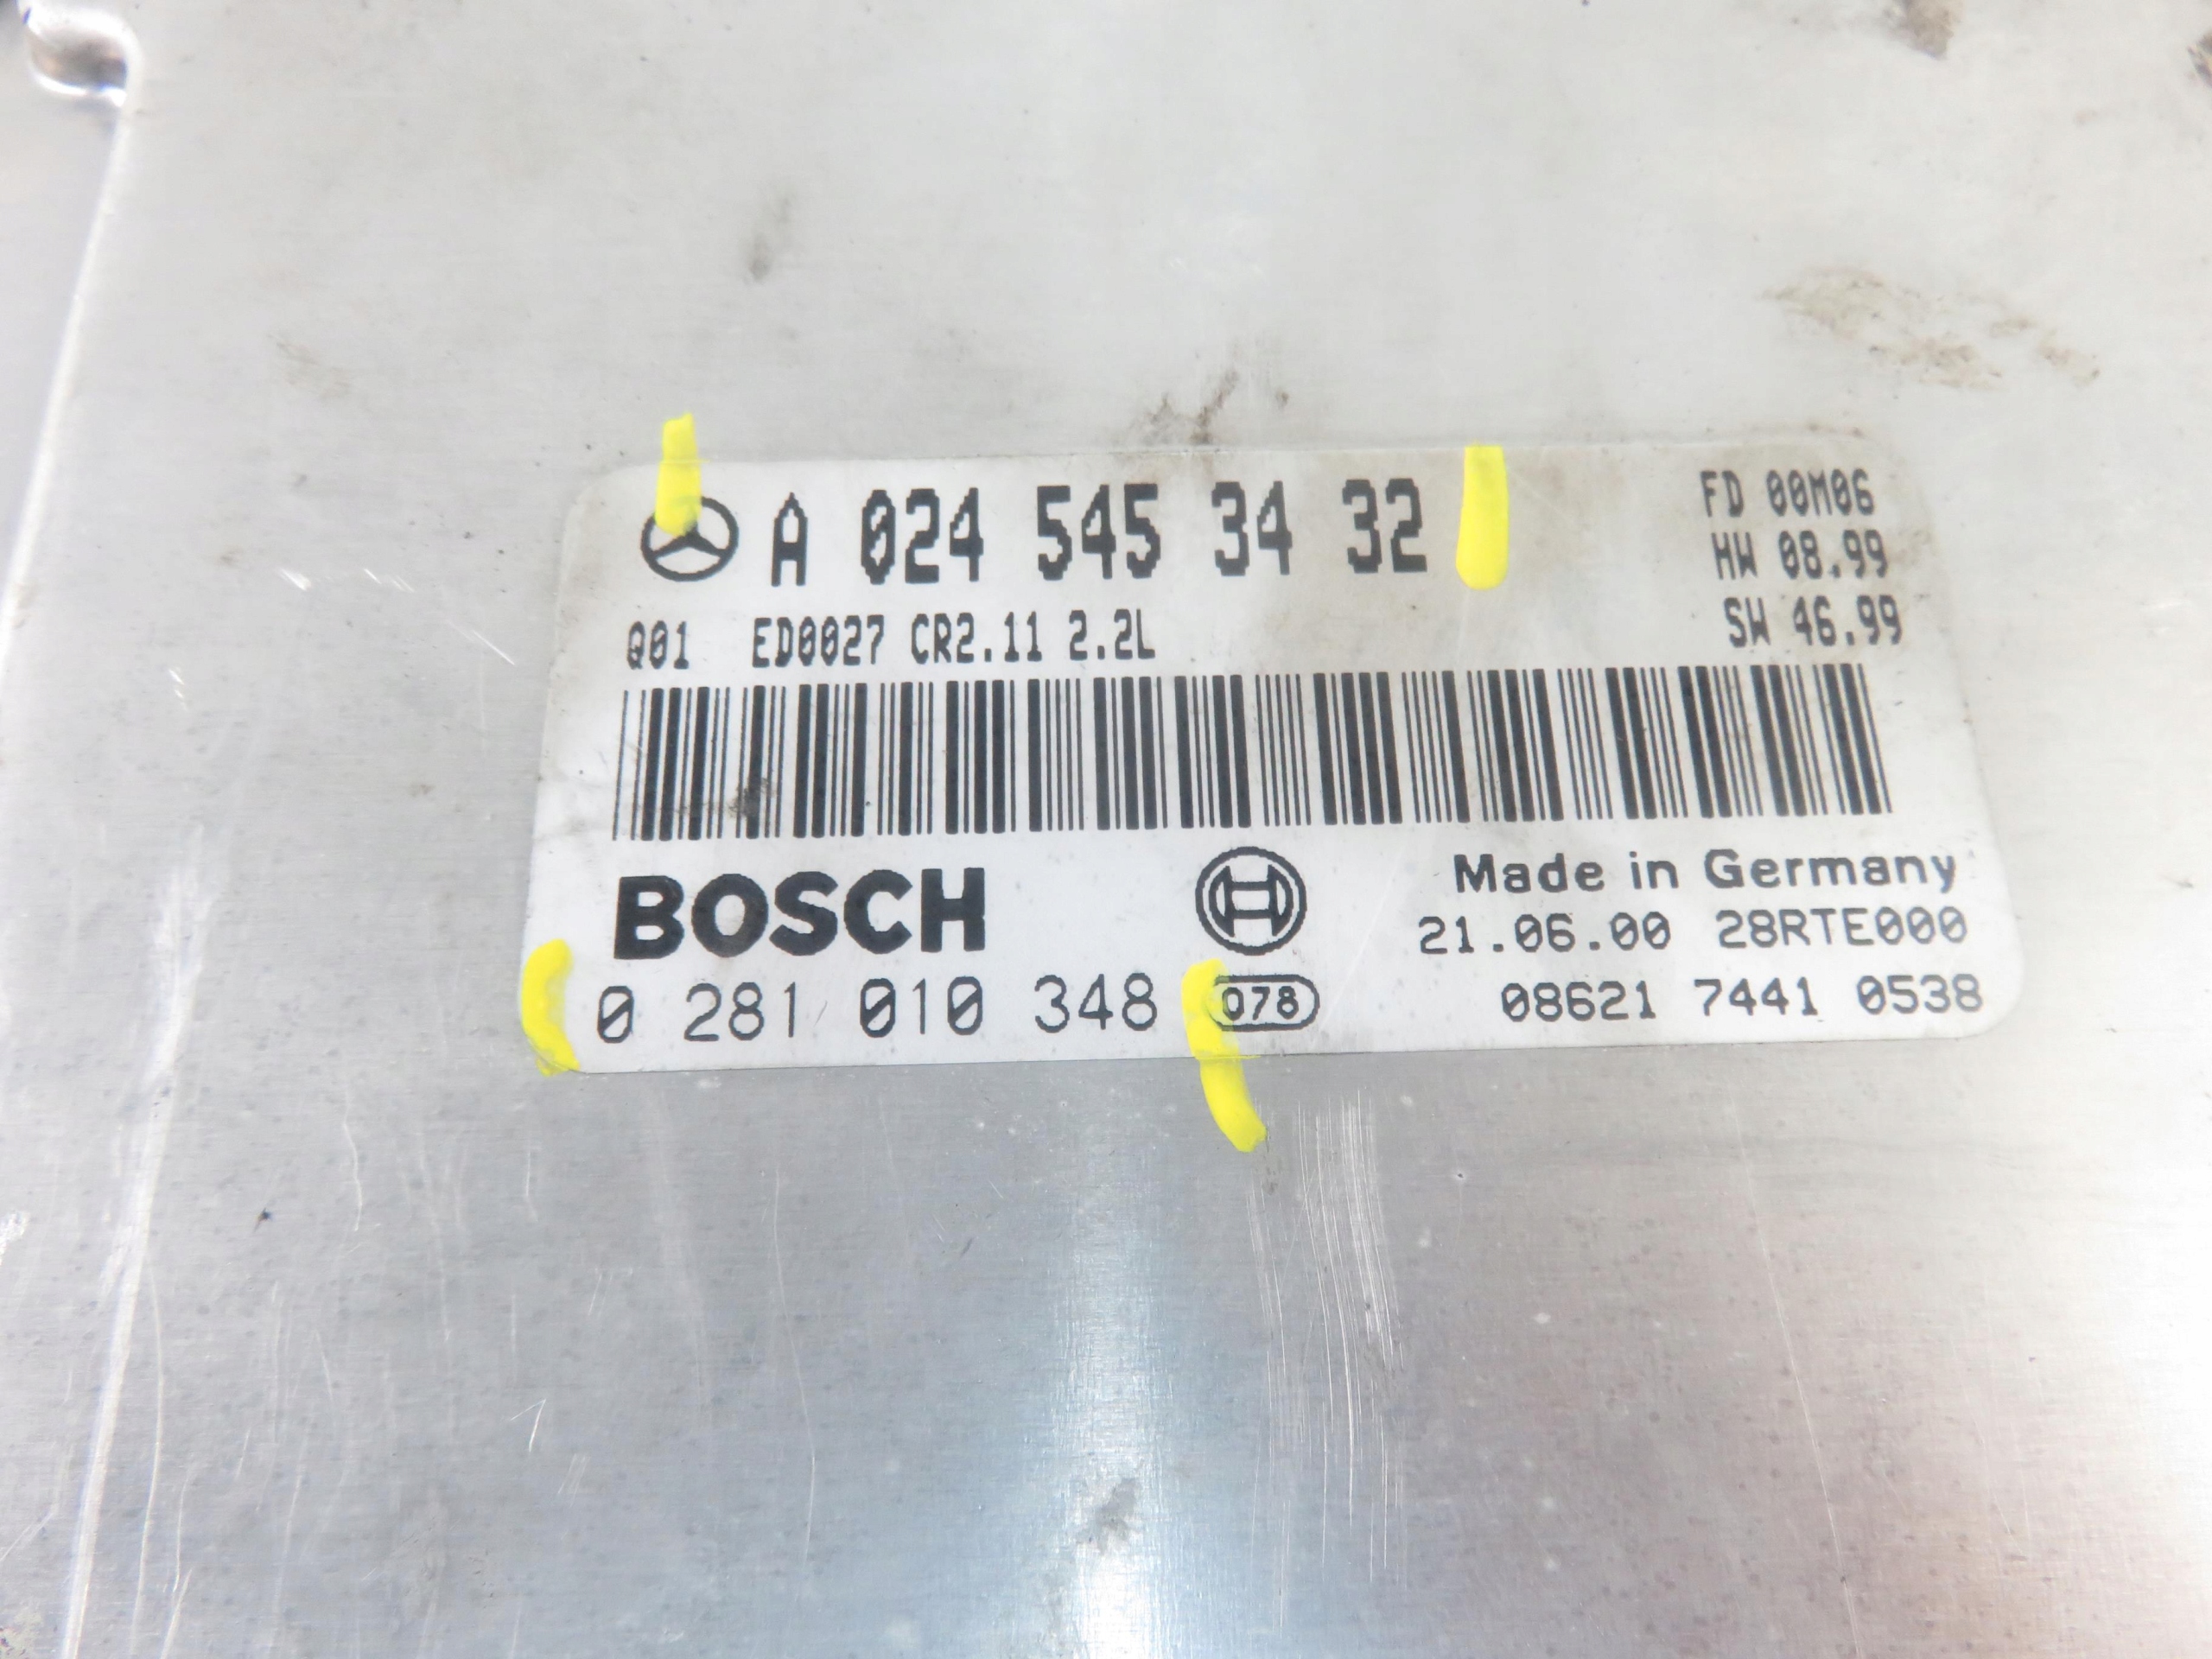 A 024 545 34 32
FD 00M06
HW 08.99
SW 46.99
Q01 ED0027 CR2.11 2.2L
BOSCH
Made in Germany
21.06.00 28RTE000
0 281 010 348 078
08621 7441 0538